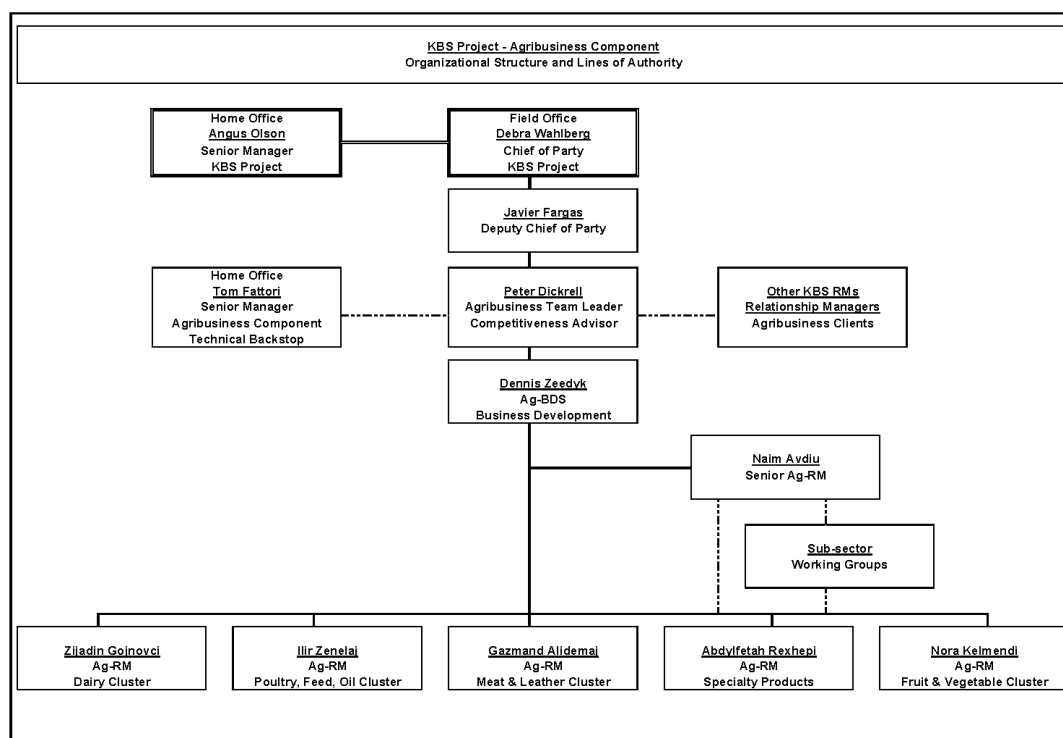 KBS Project - Agribusiness Component
Organizational Structure and Lines of Authority
Home Office
Angus Olson
Senior Manager
KBS Project
Field Office
Debra Wahlberg
Chief of Party
KBS Project
Javier Fargas
Deputy Chief of Party
Home Office
Tom Fattori
Senior Manager
Agribusiness Component
Technical Backstop
Peter Dickrell
Agribusiness Team Leader
Competitiveness Advisor
Other KBS RMs
Relationship Managers
Agribusiness Clients
Dennis Zeedyk
Ag-BDS
Business Development
Naim Avdiu
Senior Ag-RM
Sub-sector
Working Groups
Zijadin Gojnovci
Ag-RM
Dairy Cluster
Ilir Zenelaj
Ag-RM
Poultry, Feed, Oil Cluster
Gazmand Alidemaj
Ag-RM
Meat & Leather Cluster
Abdylfetah Rexhepi
Ag-RM
Specialty Products
Nora Kelmendi
Ag-RM
Fruit & Vegetable Cluster